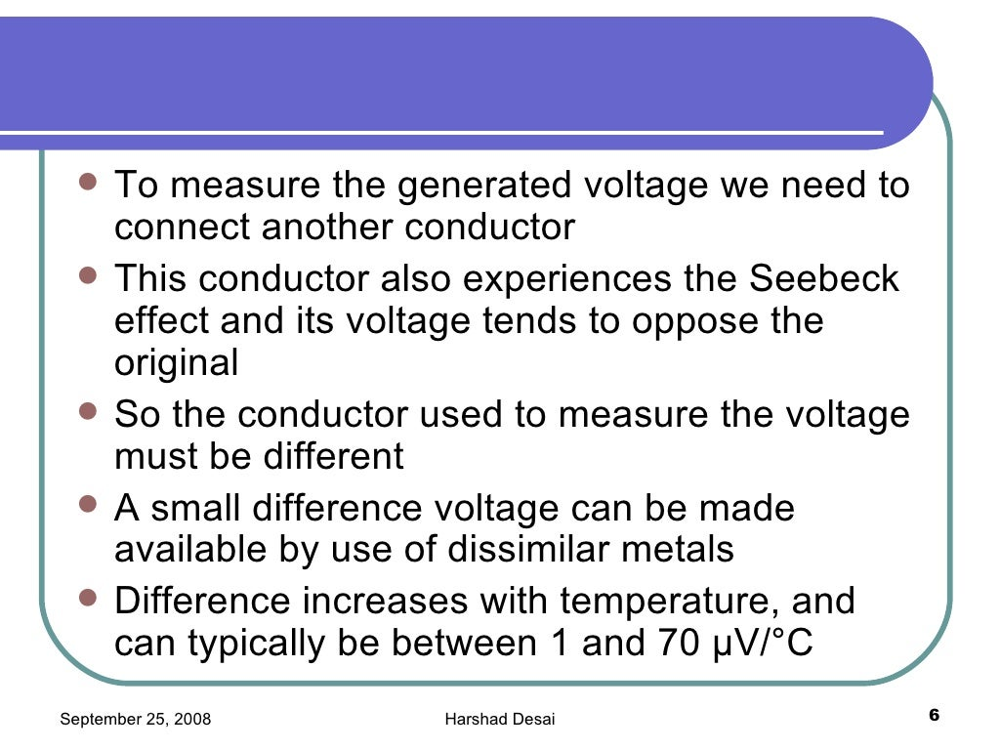 To measure the generated voltage we need to
connect another conductor
This conductor also experiences the Seebeck
effect and its voltage tends to oppose the
original
So the conductor used to measure the voltage
must be different
A small difference voltage can be made
available by use of dissimilar metals
Difference increases with temperature, and
can typically be between 1 and 70 µV/°C
September 25, 2008
Harshad Desai
6